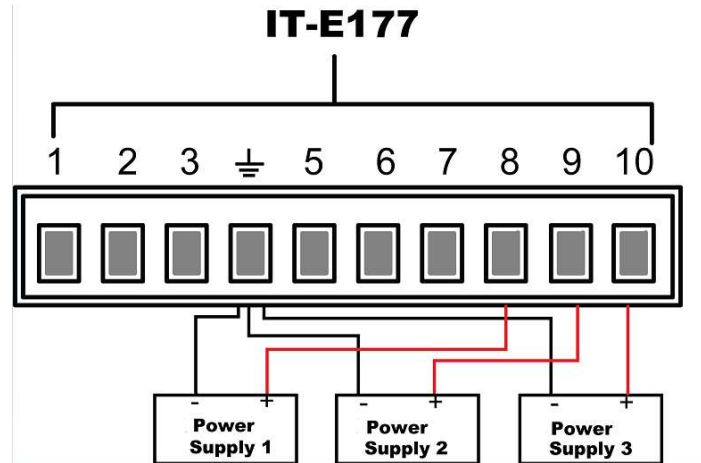 IT-E177
1 2 3 5 6 7 8 9 10
- + - + - +
Power Power Power
Supply 1 Supply 2 Supply 3